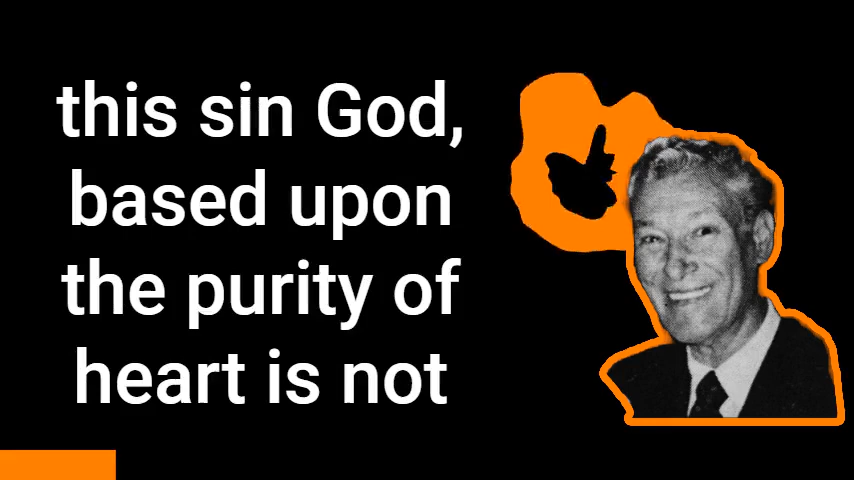 this sin God,
based upon
the purity of
heart is not